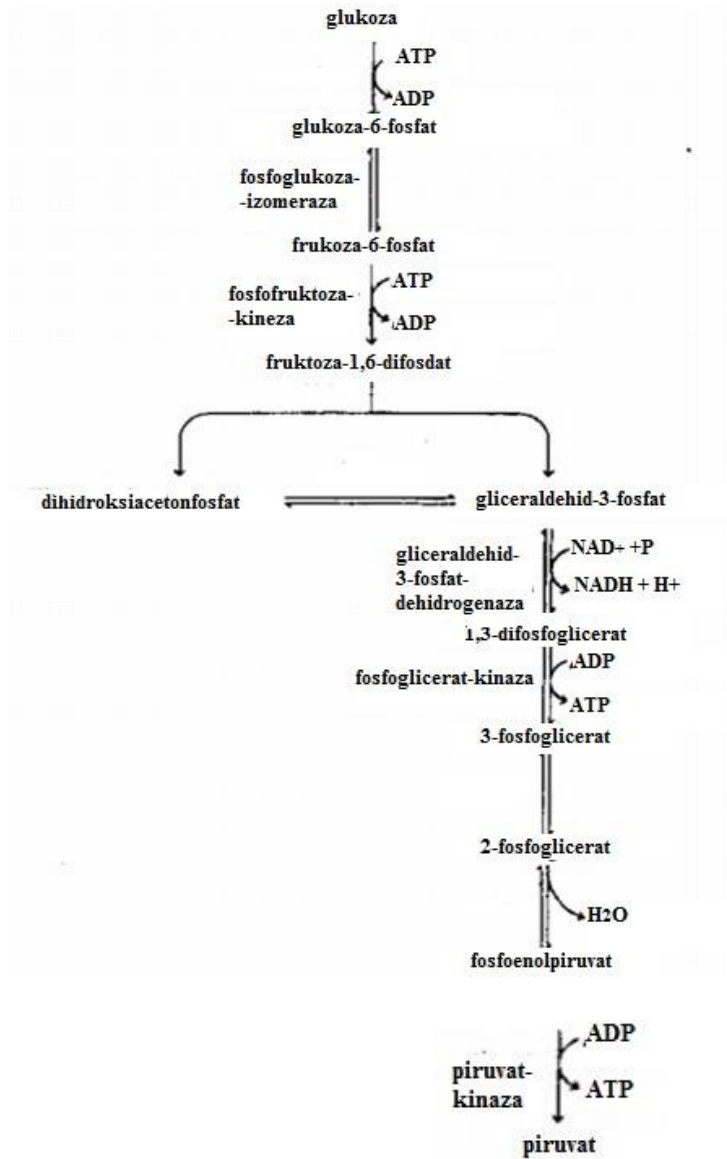 glukoza
ATP
ADP
glukoza-6-fosfat
fosfoglukoza-
-izomeraza
frukoza-6-fosfat
fosfofruktoza-
-kineza
ATP
ADP
fruktoza-1,6-difosdat
dihidroksiacetonfosfat
gliceraldehid-3-fosfat
gliceraldehid-
3-fosfat-
dehidrogenaza
NAD+ +P
NADH + H+
1,3-difosfoglicerat
fosfoglicerat-kinaza
ADP
ATP
3-fosfoglicerat
2-fosfoglicerat
H2O
fosfoenolpiruvat
piruvat-
kinaza
ADP
ATP
piruvat